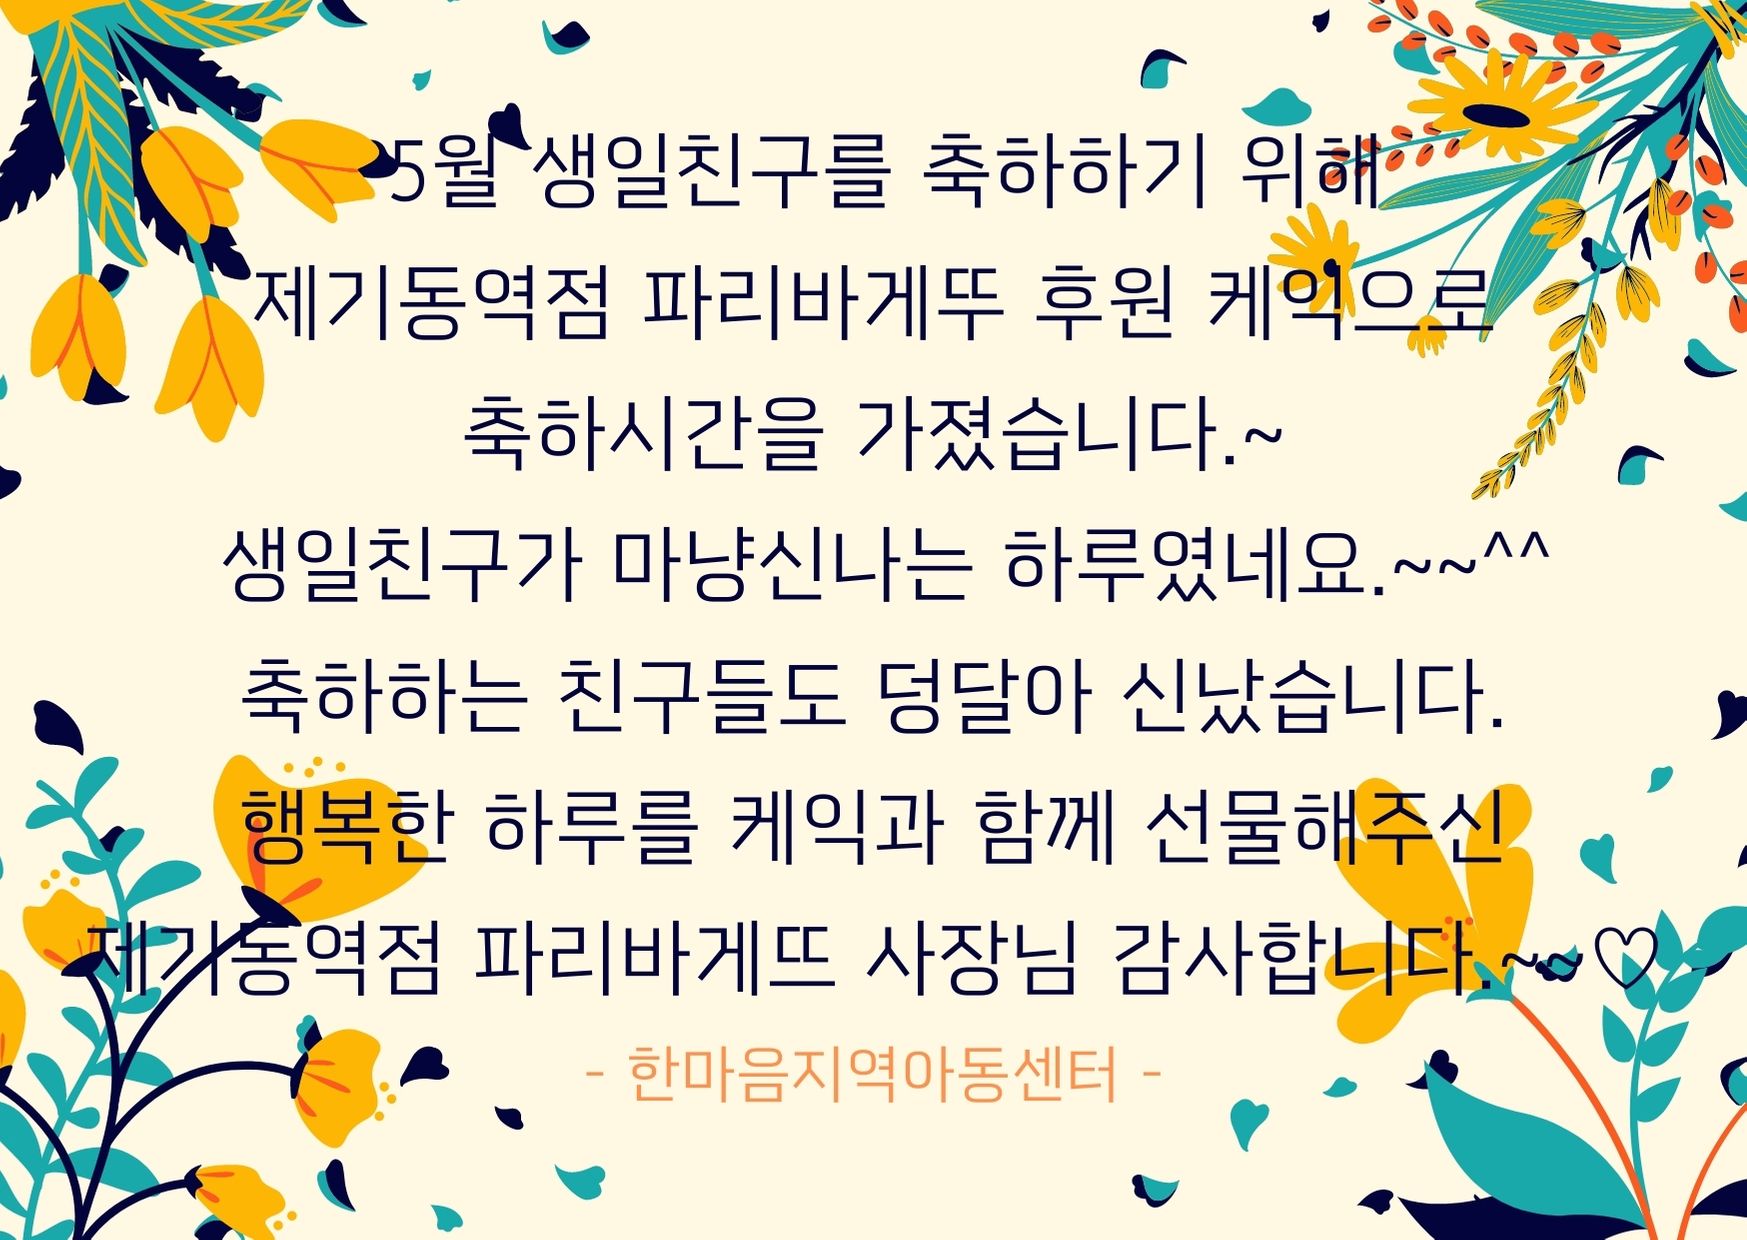 5월 생일친구를 축하하기 위해
제기동역점 파리바게뚜 후원 케익으로
축하시간을 가졌습니다.~
생일친구가 마냥신나는 하루였네요.~~^^
축하하는 친구들도 덩달아 신났습니다.
행복한 하루를 케익과 함께 선물해주신
제기동역점 파리바게뜨 사장님 감사합니다.~~♡
- 한마음지역아동센터 -